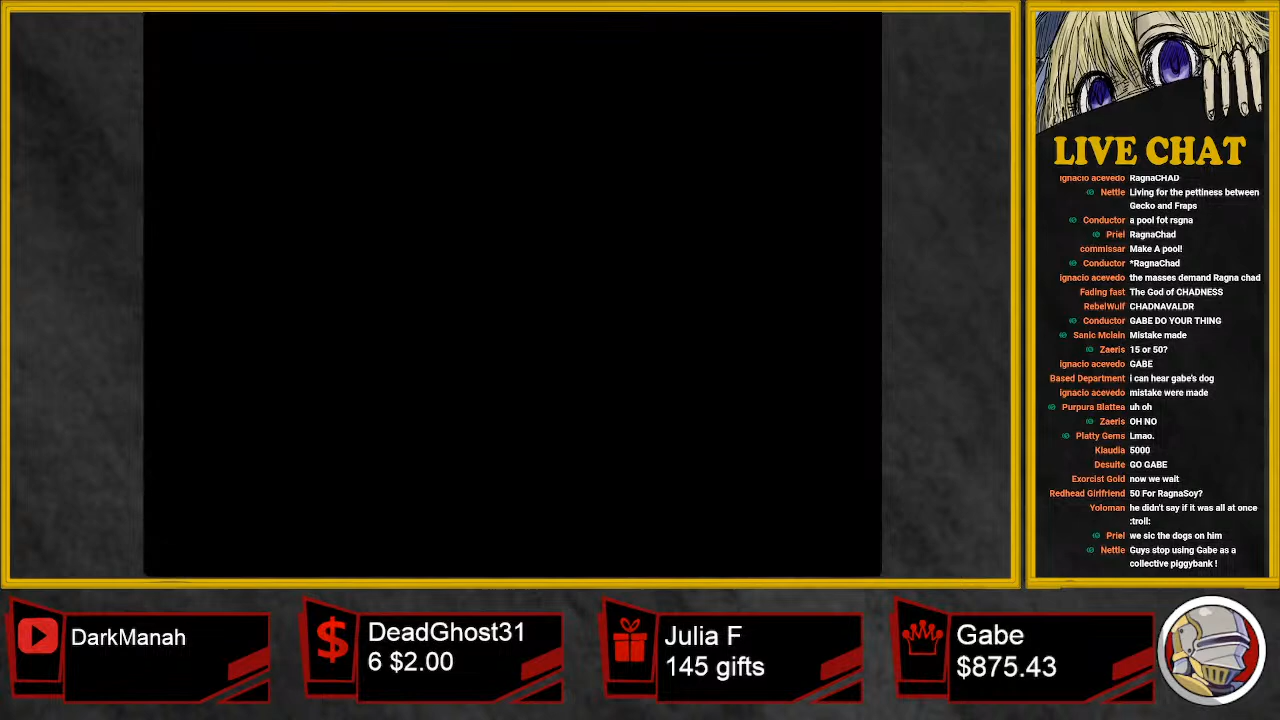 LIVE CHAT
ignacio acevedo RagnaCHAD
Nettle Living for the pettiness between
Gecko and Fraps
Conductor a pool fot rsgna
Priel RagnaChad
commissar Make A pool!
Conductor *RagnaChad
ignacio acevedo the masses demand Ragna chad
Fading fast The God of CHADNESS
RebelWulf CHADNAVALDR
Conductor GABE DO YOUR THING
Sanic Mclain Mistake made
Zaeris 15 or 50?
ignacio acevedo GABE
Based Department i can hear gabe's dog
ignacio acevedo mistake were made
Purpura Blattea uh oh
Zaeris OH NO
Platty Gems Lmao.
Klaudia 5000
Desuite GO GABE
Exorcist Gold now we wait
Redhead Girlfriend 50 For RagnaSoy?
Yoloman he didn't say if it was all at once
:troll:
Priel we sic the dogs on him
Nettle Guys stop using Gabe as a
collective piggybank !
DarkManah
DeadGhost31
6 $2.00
Julia F
145 gifts
Gabe
$875.43